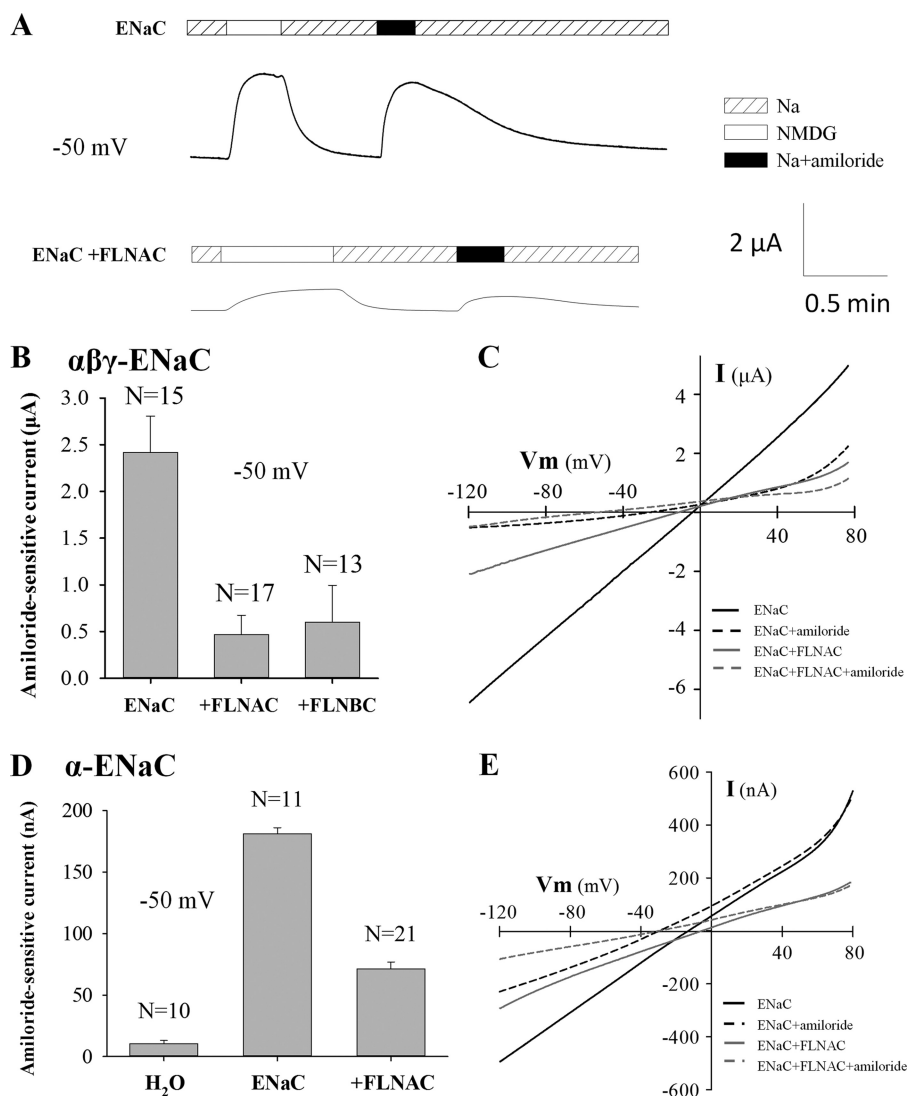 A
ENaC
-50 mV
Na
NMDG
Na+amiloride
ENaC +FLNAC
2 µA
0.5 min
B αβγ-ENaC
Amiloride-sensitive current (µA)
3.0
2.5
2.0
1.5
1.0
0.5
0.0
N=15
-50 mV
N=17
N=13
ENaC +FLNAC +FLNBC
C
I (µA)
Vm (mV)
-120 -80 -40 0 40 80
4
2
-2
-4
-6
ENaC
ENaC+amiloride
ENaC+FLNAC
ENaC+FLNAC+amiloride
D α-ENaC
Amiloride-sensitive current (nA)
200
150
100
50
0
N=11
-50 mV
N=21
N=10
H₂O ENaC +FLNAC
E
I (nA)
Vm (mV)
-120 -80 -40 0 40 80
600
400
200
-200
-400
-600
ENaC
ENaC+amiloride
ENaC+FLNAC
ENaC+FLNAC+amiloride